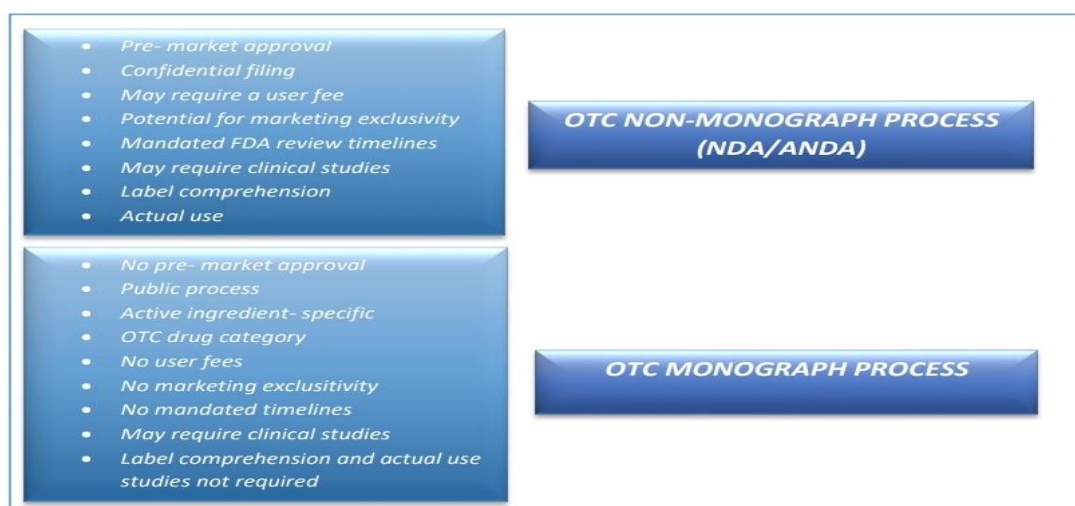 • Pre- market approval
• Confidential filing
• May require a user fee
• Potential for marketing exclusivity
• Mandated FDA review timelines
• May require clinical studies
• Label comprehension
• Actual use
OTC NON-MONOGRAPH PROCESS
(NDA/ANDA)
• No pre- market approval
• Public process
• Active ingredient- specific
• OTC drug category
• No user fees
• No marketing exclusitivity
• No mandated timelines
• May require clinical studies
• Label comprehension and actual use
studies not required
OTC MONOGRAPH PROCESS